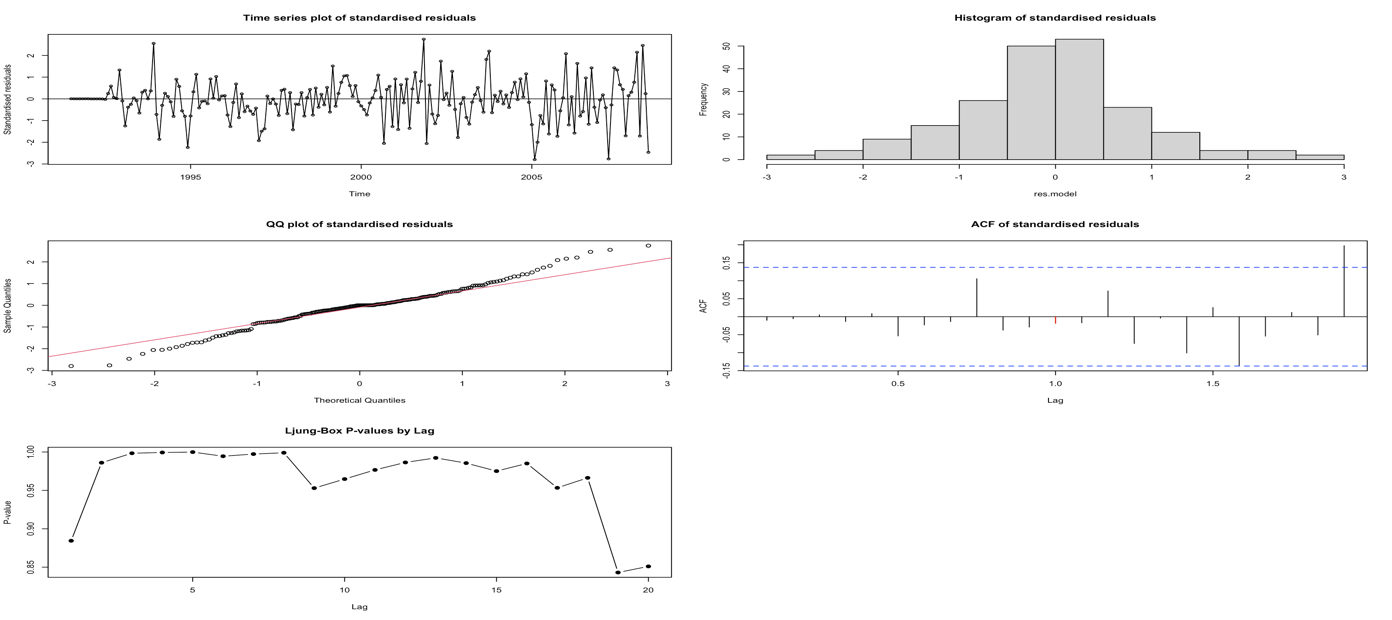 Time series plot of standardised residuals
Standardised residuals
2
1
0
-1
-2
-3
1995 2000 2005
Time
Histogram of standardised residuals
Frequency
50
40
30
20
10
0
-3 -2 -1 0 1 2 3
res.model
QQ plot of standardised residuals
Sample Quantiles
2
1
0
-1
-2
-3
-3 -2 -1 0 1 2 3
Theoretical Quantiles
ACF of standardised residuals
ACF
0.15
0.05
-0.05
-0.15
0.5 1.0 1.5
Lag
Ljung-Box P-values by Lag
P-value
1.00
0.95
0.90
0.85
5 10 15 20
Lag